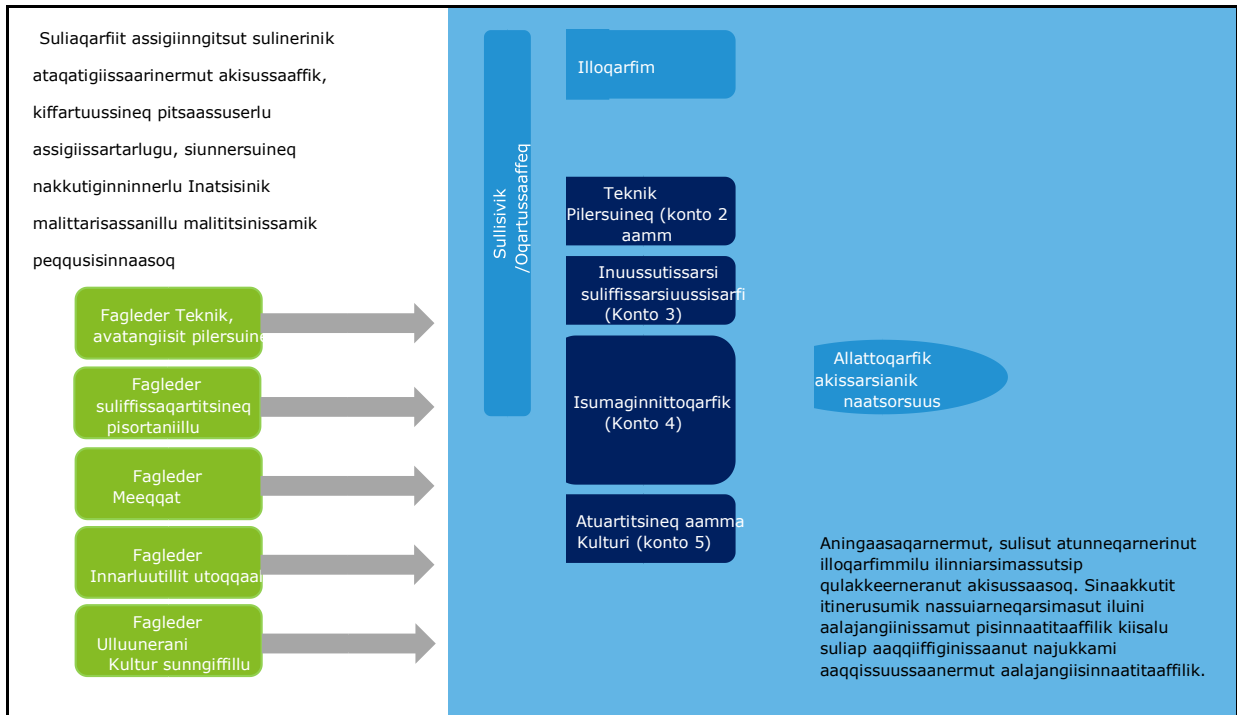 Suliaqarfiit assigiinngitsut sulinerinik
ataqatigiissaarinermut akisussaaffik,
kiffartuussineq pitsaassuserlu
assigiissartarlugu, siunnersuineq
nakkutiginninnerlu Inatsisinik
malittarisassanillu malititsinissamik
peqqusisinnaasoq
Fagleder Teknik,
avatangiisit pilersuine
Fagleder
suliffissaqartitsineq
pisortaniillu
Fagleder
Meeqqat
Fagleder
Innarluutillit utoqqaal
Fagleder
Ulluunerani
Kultur sunngiffillu
Sullisivik
/Oqartussaaffeq
Illoqarfim
Teknik
Pilersuineq (konto 2
aamm
Inuussutissarsi
suliffissarsiuussisarfi
(Konto 3)
Isumaginnittoqarfik
(Konto 4)
Atuartitsineq aamma
Kulturi (konto 5)
Allattoqarfik
akissarsianik
naatsorsuus
Aningaasaqarnermut, sulisut atunneqarnerinut
illoqarfimmilu ilinniarsimassutsip
qulakkeerneranut akisussaasoq. Sinaakkutit
itinerusumik nassuiarneqarsimasut iluini
aalajangiinissamut pisinnaatitaaffilik kiisalu
suliap aaqqiiffiginissaanut najukkami
aaqqissuussaanermut aalajangiisinnaatitaaffilik.